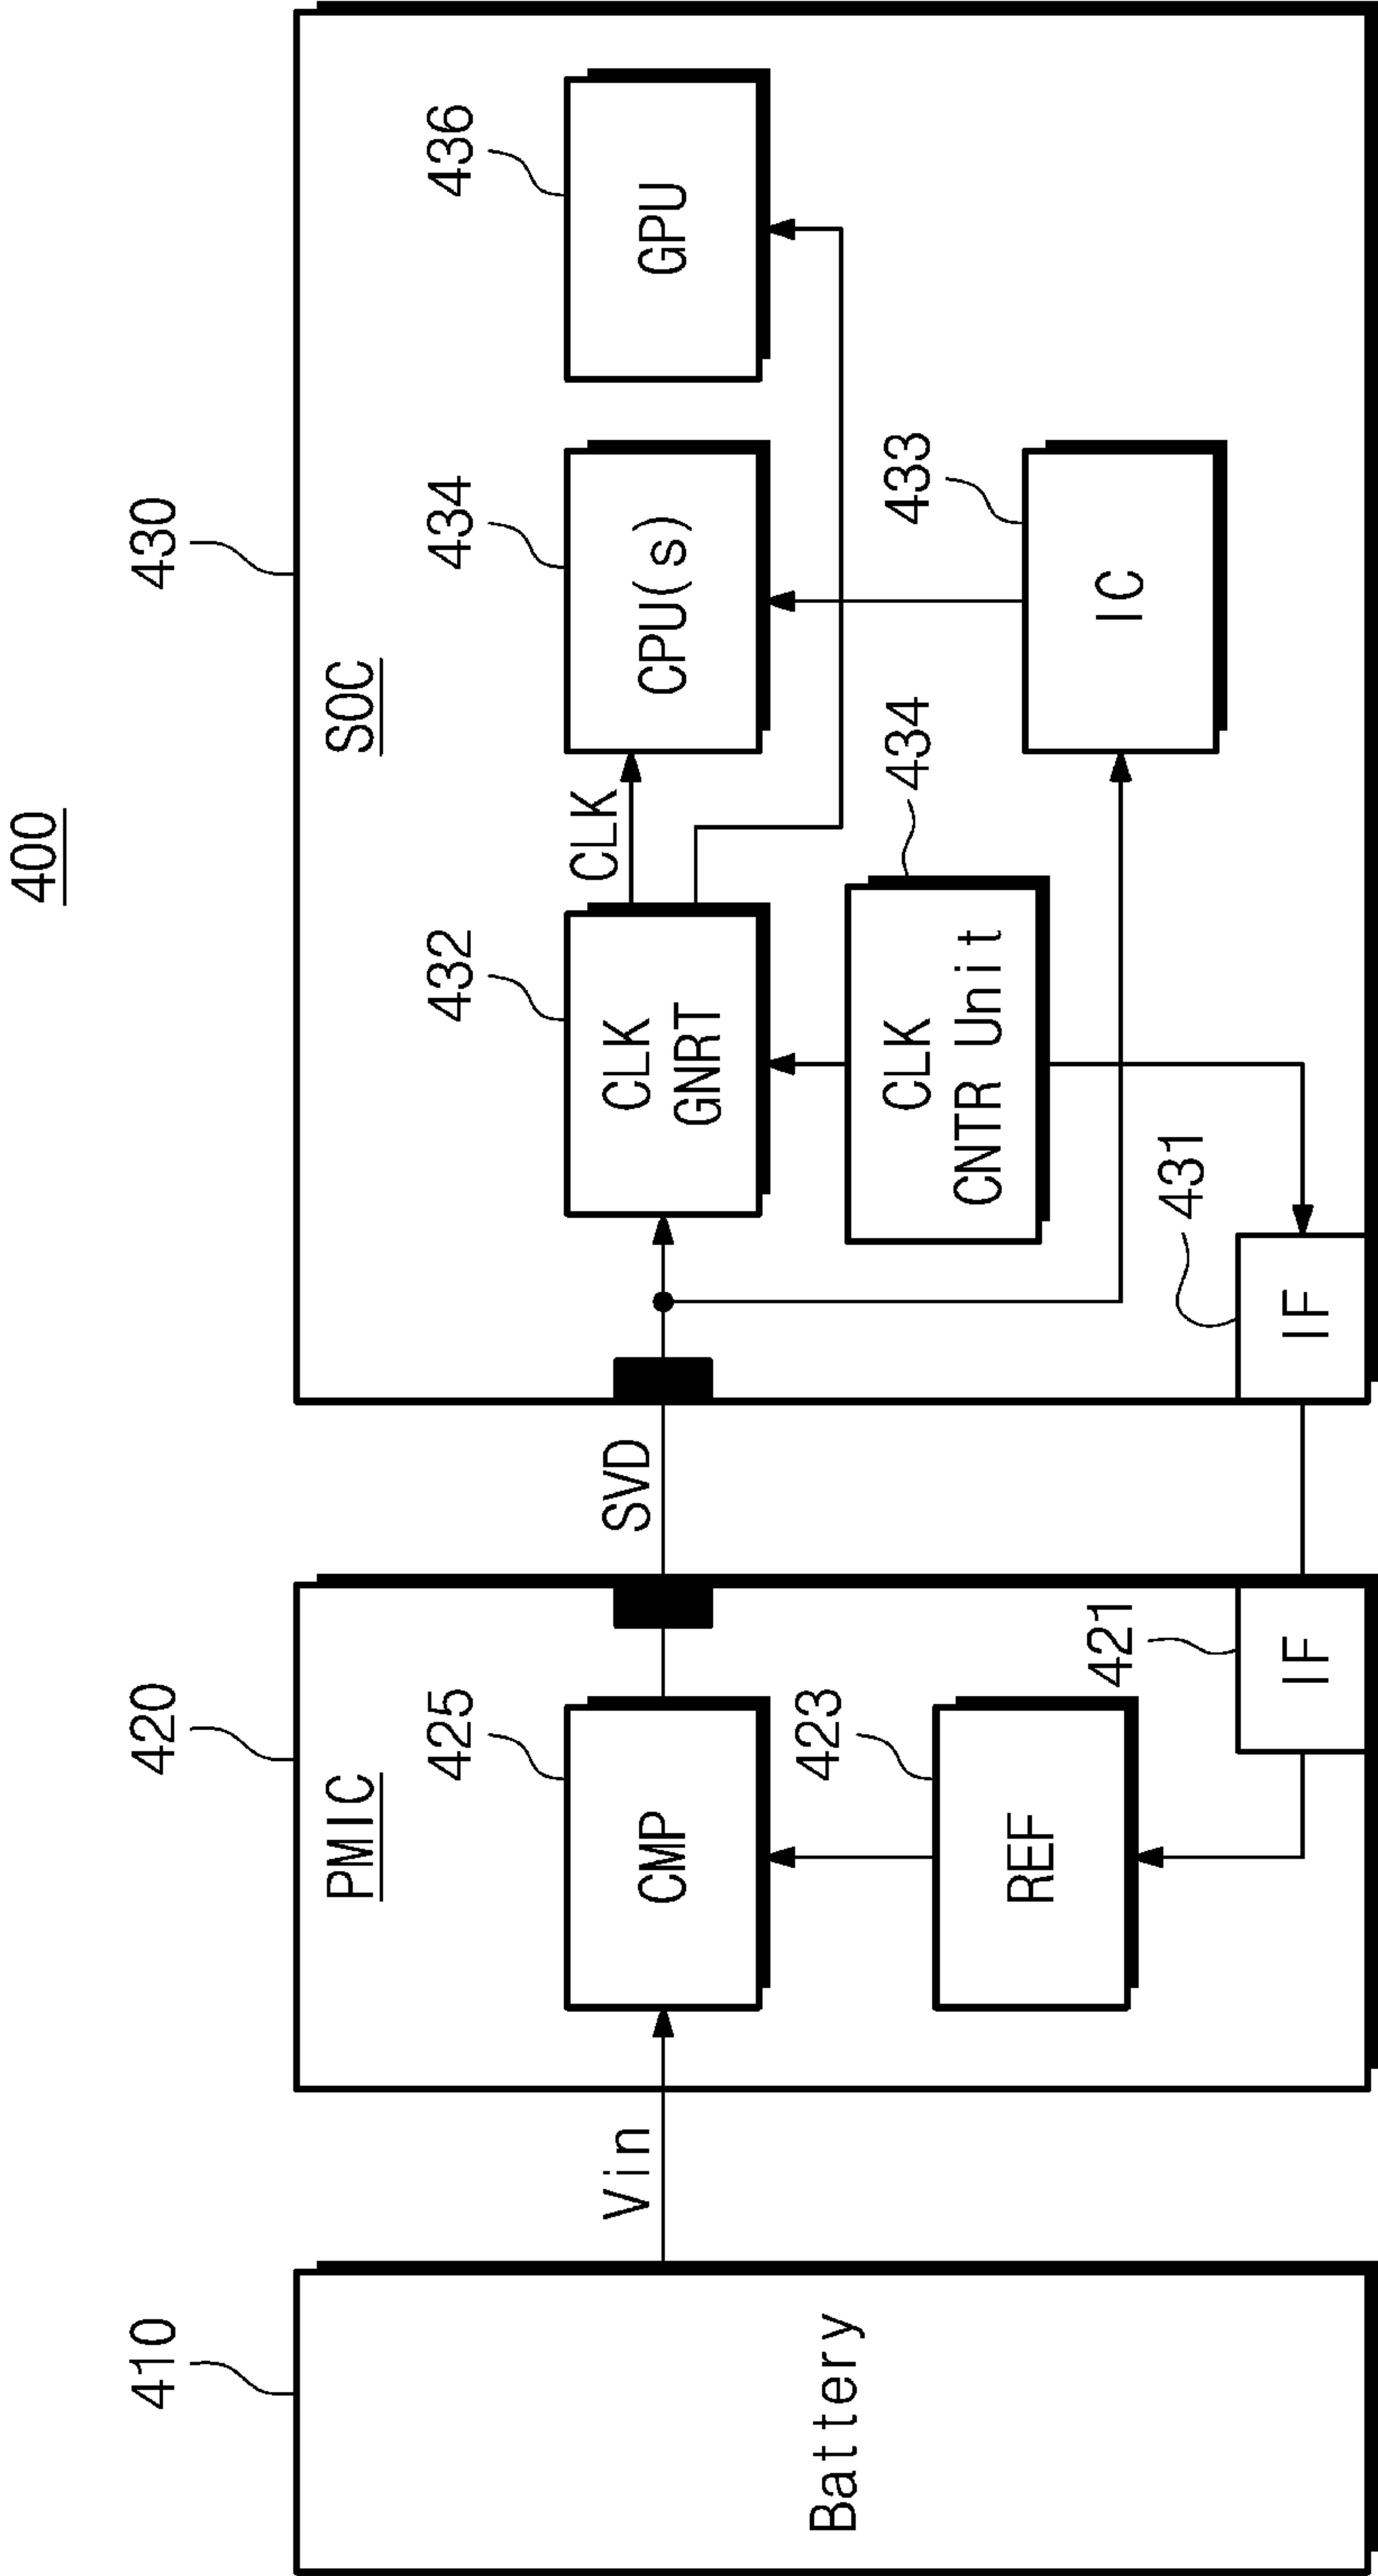 400
410
420
430
Battery
Vin
PMIC
425
CMP
423
REF
421
IF
SVD
SOC
432
CLK
GNRT
CLK
434
CPU(s)
436
GPU
434
CLK
CNTR Unit
433
IC
431
IF